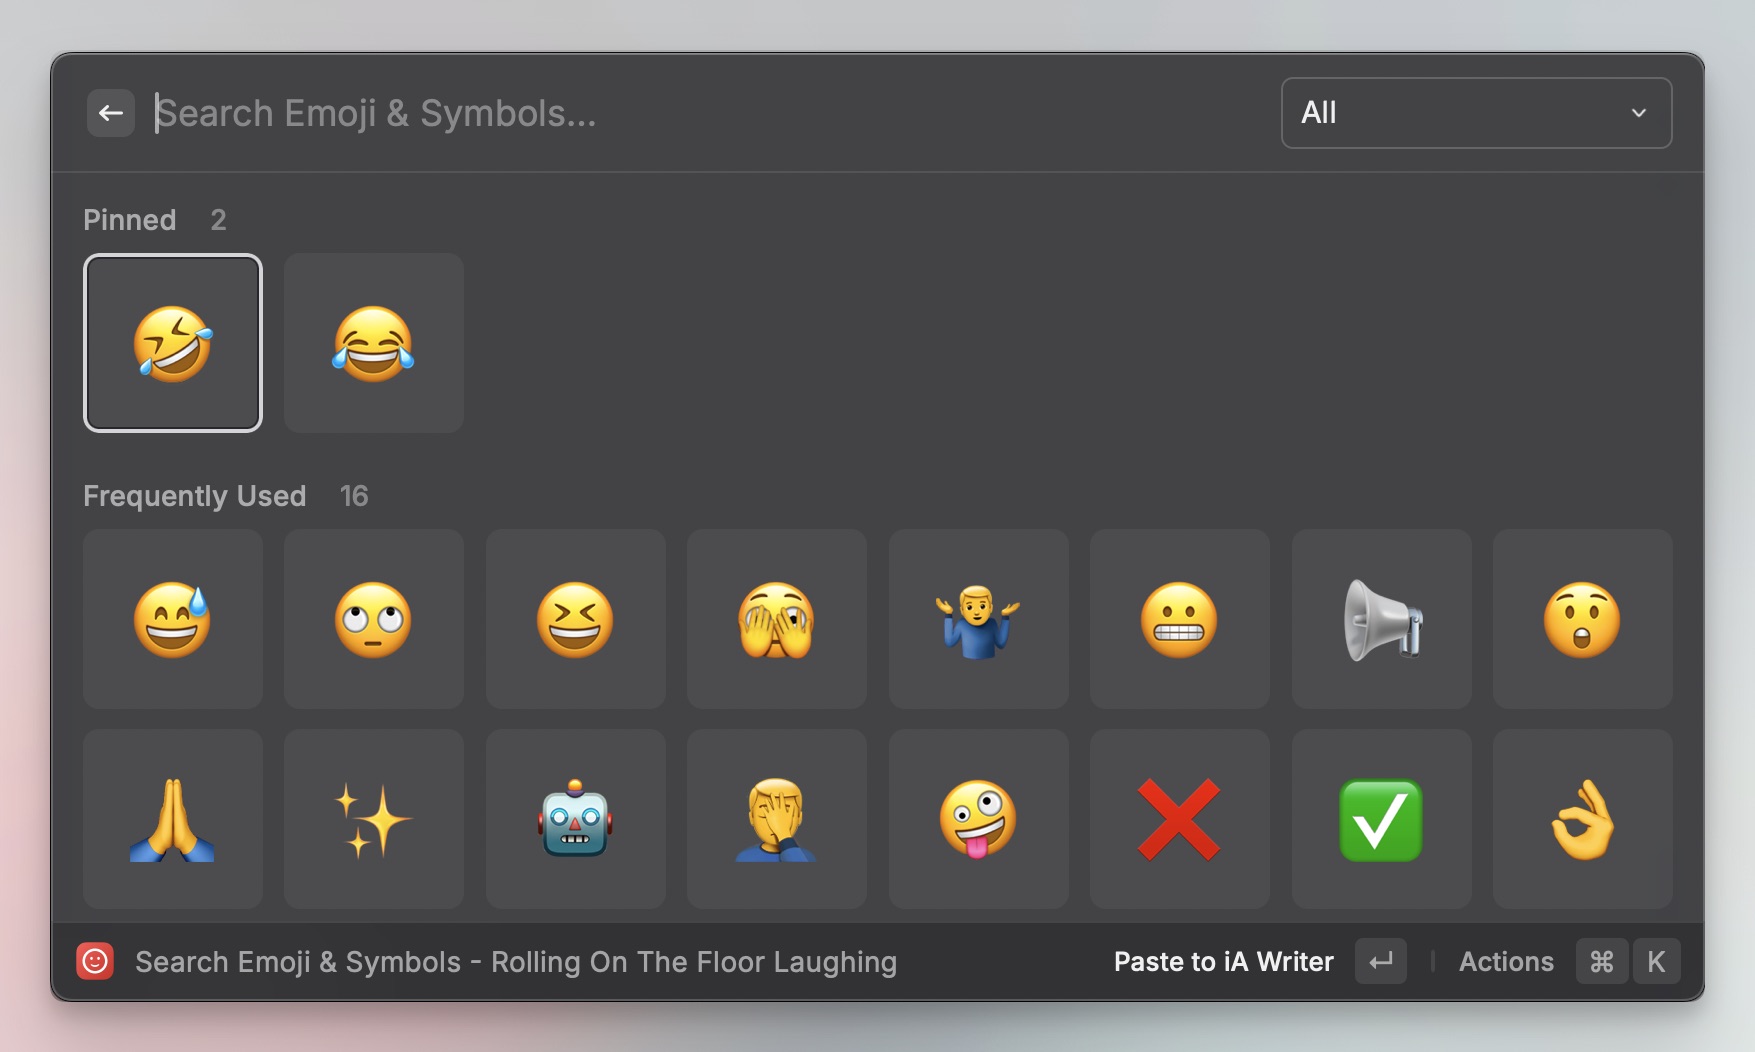 Search Emoji & Symbols...
All
Pinned 2
Frequently Used 16
Search Emoji & Symbols - Rolling On The Floor Laughing
Paste to iA Writer
Actions ⌘ K